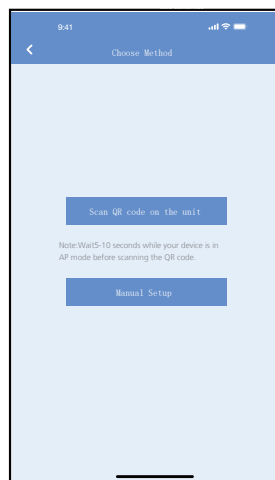 9:41
Choose Method
Scan QR code on the unit
Note:Wait5-10 seconds while your device is in
AP mode before scanning the QR code.
Manual Setup